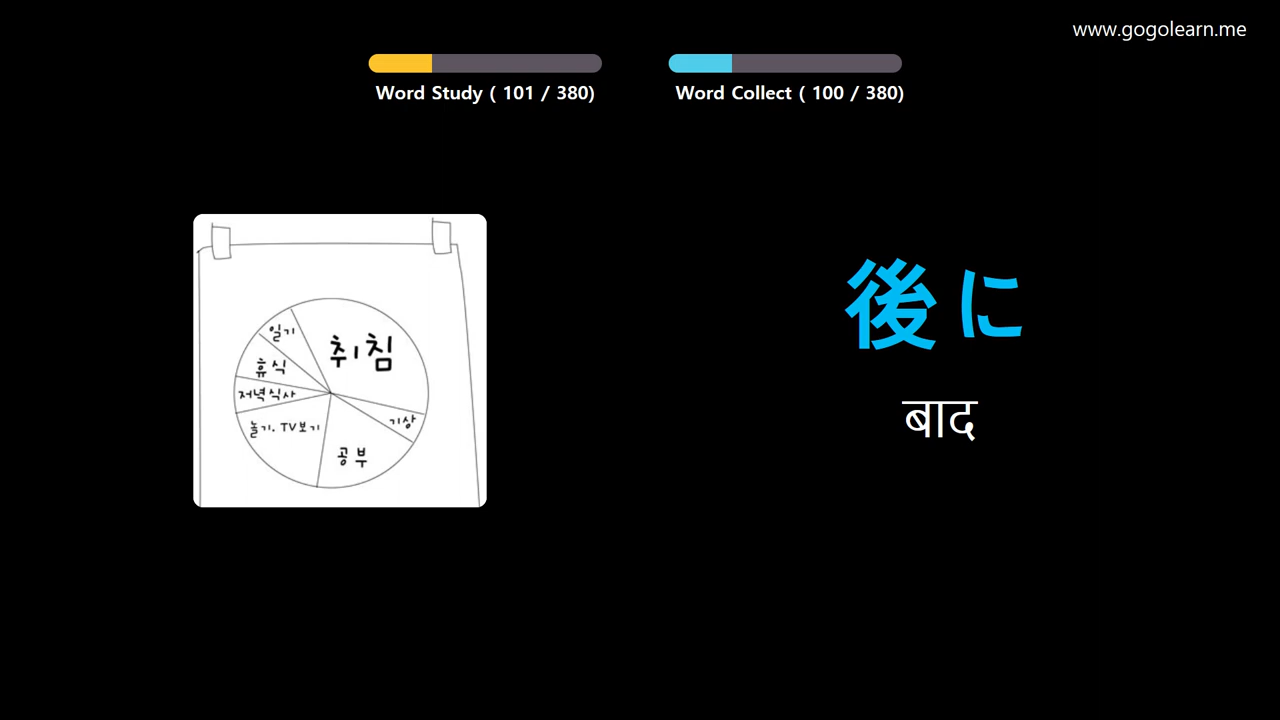 www.gogolearn.me
Word Study ( 101 / 380)
Word Collect ( 100 / 380)
일기
취침
휴식
저녁식사
기상
놀기. TV보기
공부
後に
बाद